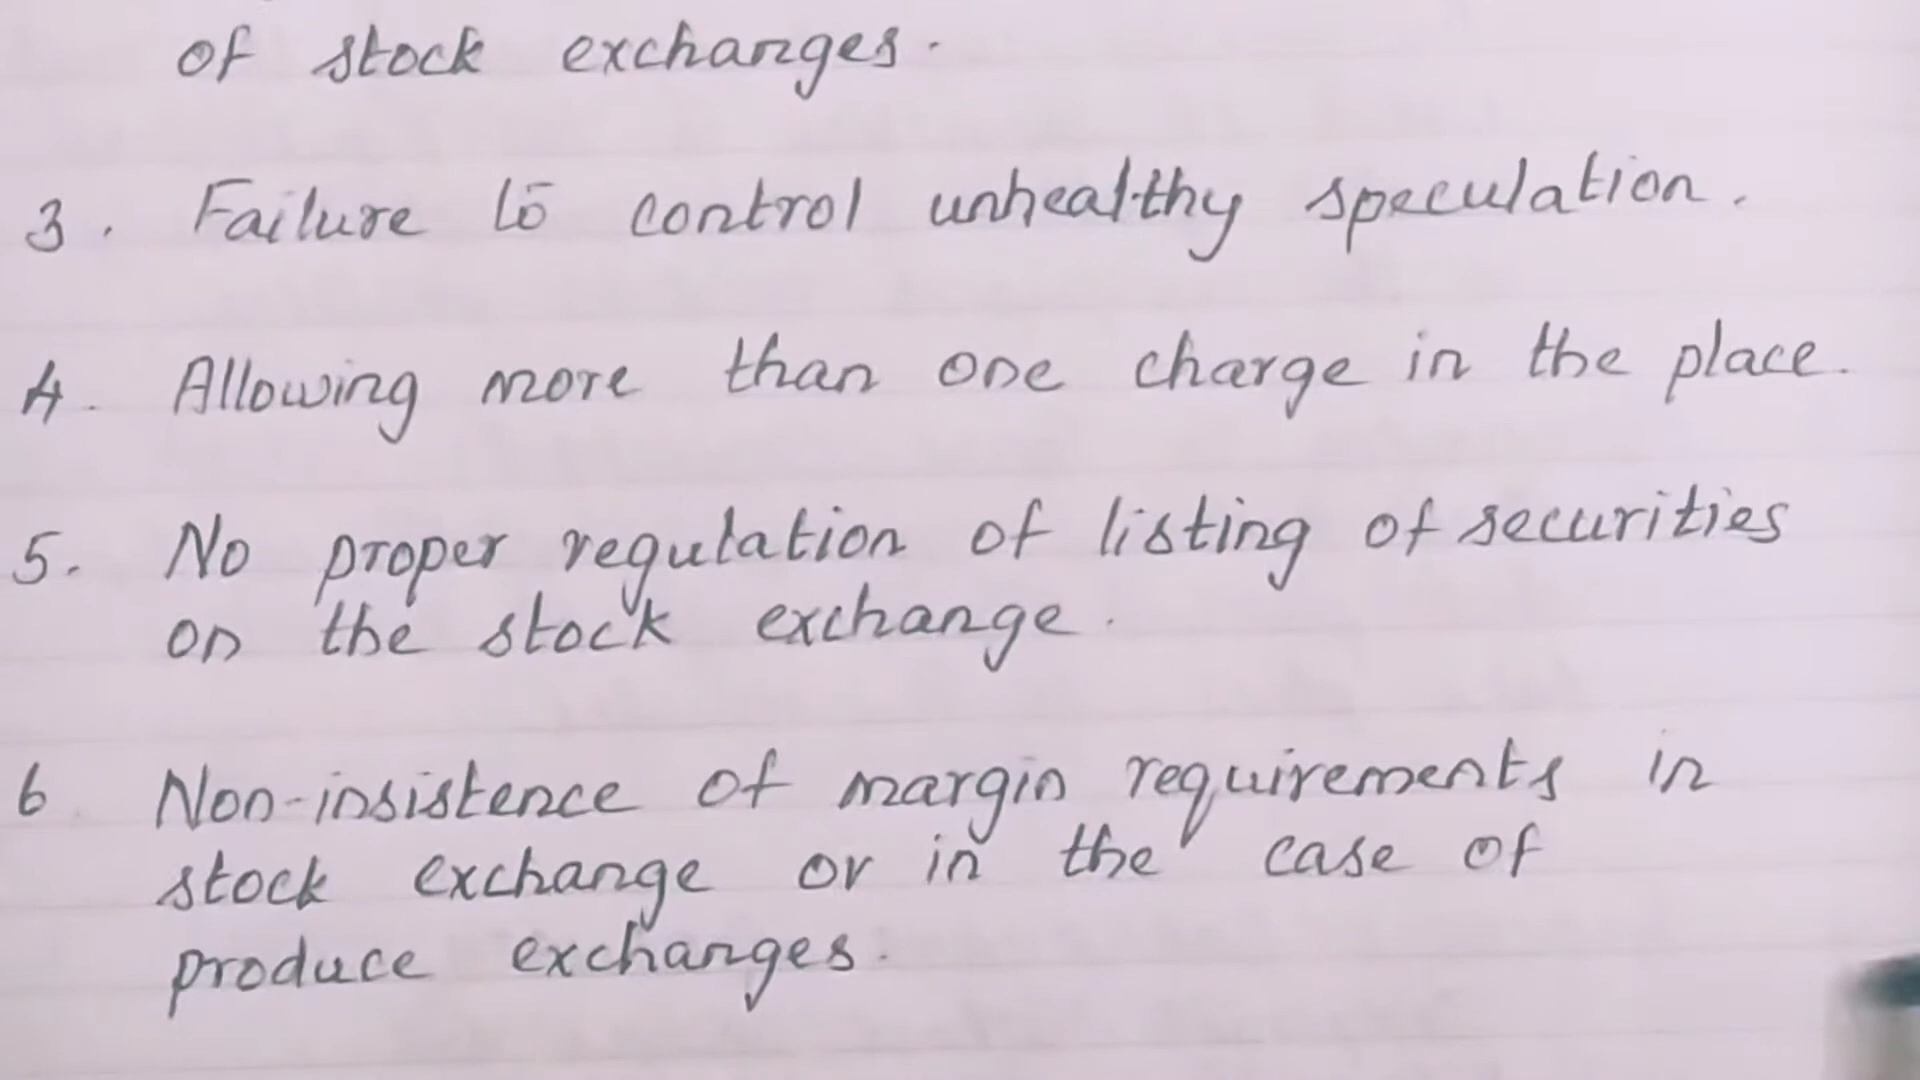 of stock exchanges.
3. Failure to control unhealthy speculation.
4. Allowing more than one charge in the place.
5. No proper regulation of listing of securities
on the stock exchange.
6 Non-insistence of margin requirements in
stock exchange or in the case of
produce exchanges.